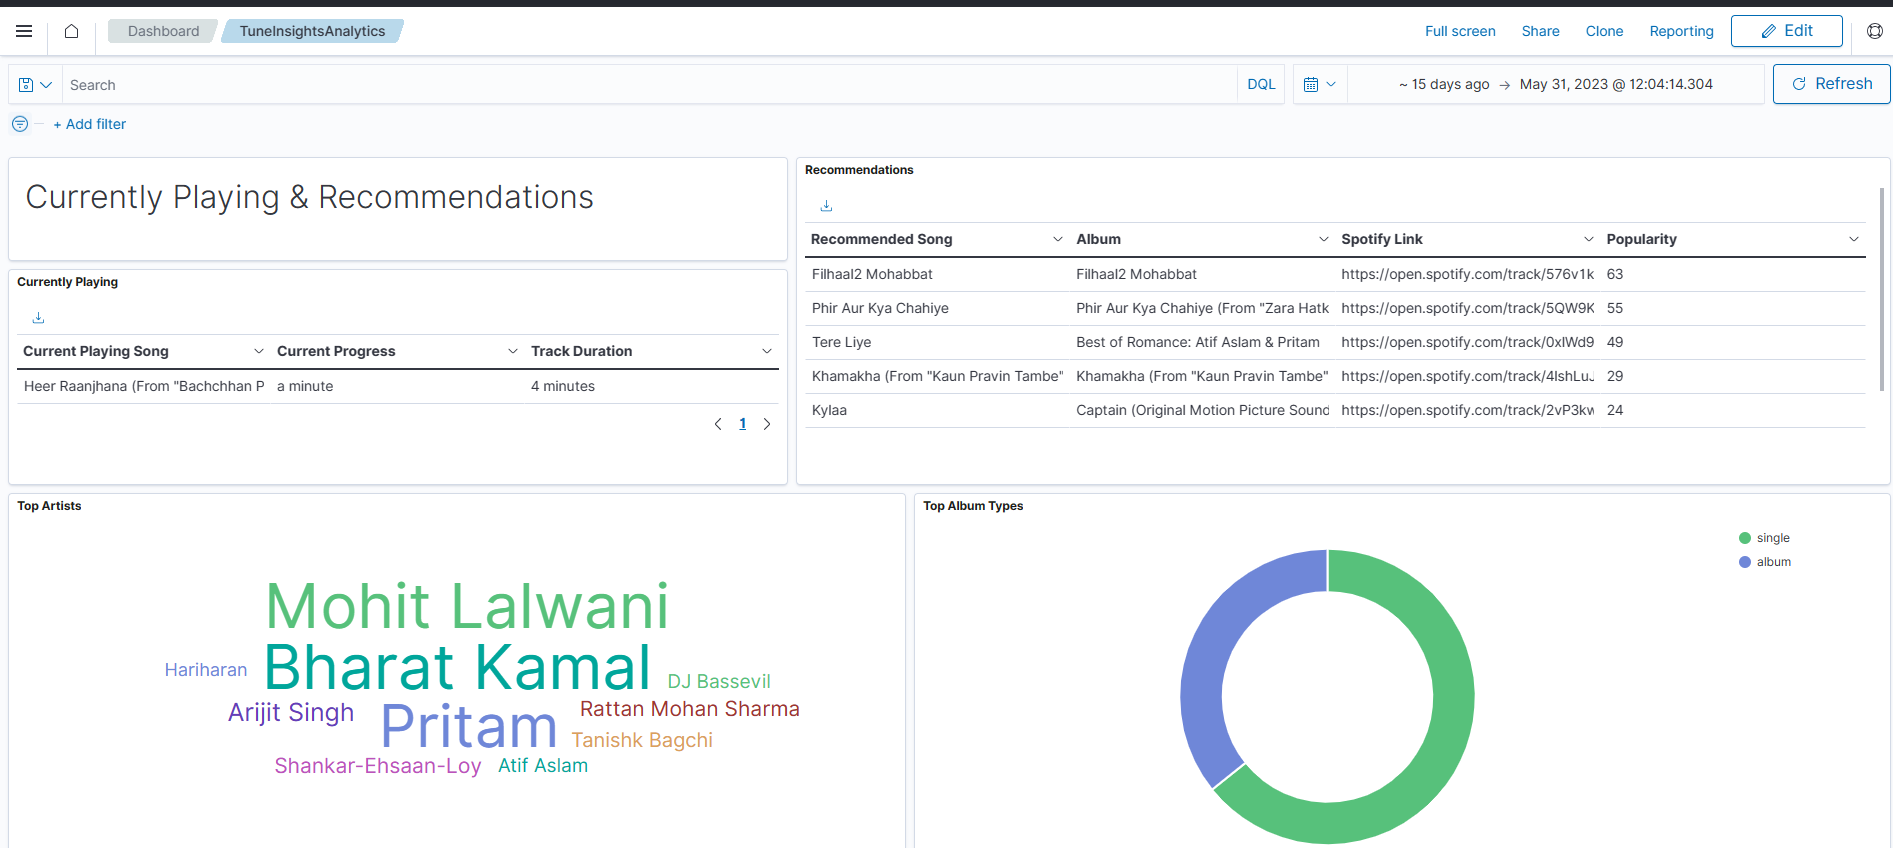 Dashboard TuneInsightsAnalytics Full screen Share Clone Reporting Edit
Search DQL ~ 15 days ago → May 31, 2023 @ 12:04:14.304 Refresh
+ Add filter
Currently Playing & Recommendations
Currently Playing
Current Playing Song Current Progress Track Duration
Heer Raanjhana (From "Bachchhan P a minute 4 minutes
1
Recommendations
Recommended Song Album Spotify Link Popularity
Filhaal2 Mohabbat Filhaal2 Mohabbat https://open.spotify.com/track/576v1k 63
Phir Aur Kya Chahiye Phir Aur Kya Chahiye (From "Zara Hatk https://open.spotify.com/track/5QW9K 55
Tere Liye Best of Romance: Atif Aslam & Pritam https://open.spotify.com/track/0xIWd9 49
Khamakha (From "Kaun Pravin Tambe" Khamakha (From "Kaun Pravin Tambe" https://open.spotify.com/track/4IshLuJ 29
Kylaa Captain (Original Motion Picture Sound https://open.spotify.com/track/2vP3kw 24
Top Artists
Mohit Lalwani
Hariharan Bharat Kamal DJ Bassevil
Arijit Singh Pritam Rattan Mohan Sharma
Tanishk Bagchi
Shankar-Ehsaan-Loy Atif Aslam
Top Album Types
single
album